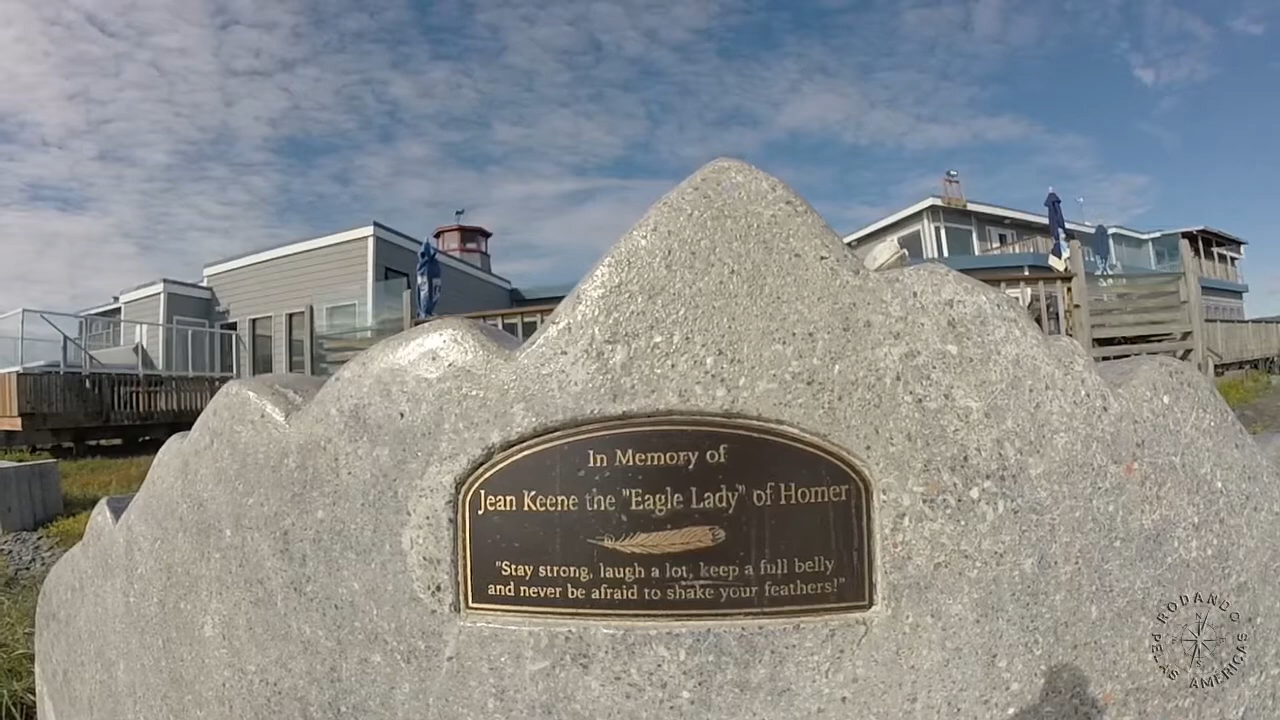 In Memory of
Jean Keene the "Eagle Lady" of Homer
"Stay strong, laugh a lot, keep a full belly
and never be afraid to shake your feathers!"
RODANDO
PELAS AMERICAS